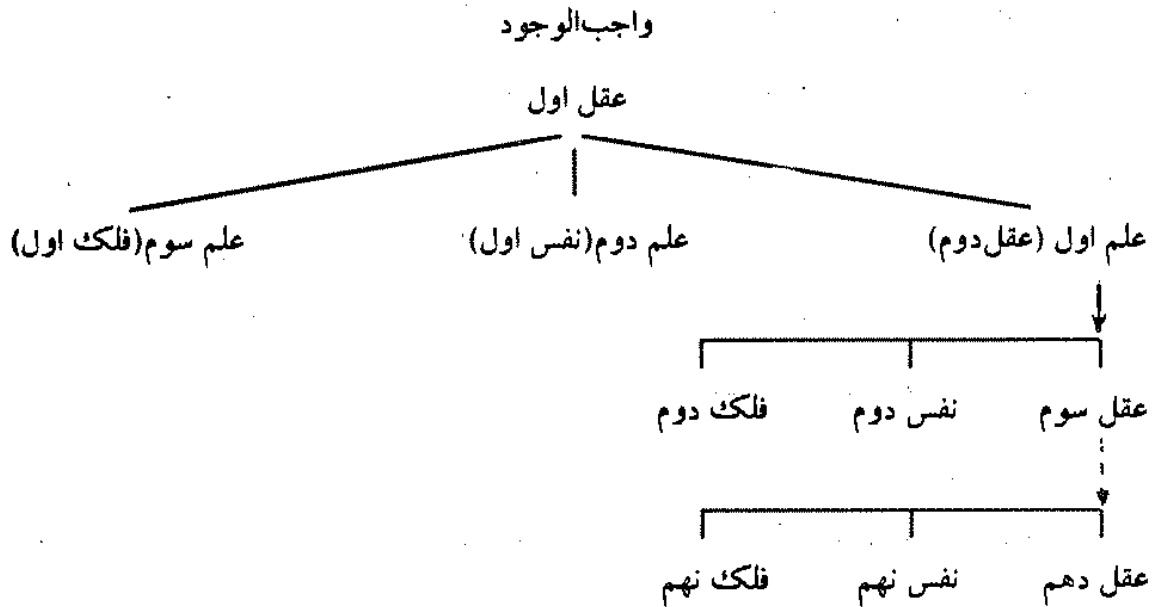 واجب‌الوجود
عقل اول
علم اول (عقل‌دوم) علم دوم(نفس اول) علم سوم(فلک اول)
عقل سوم نفس دوم فلک دوم
عقل دهم نفس نهم فلک نهم